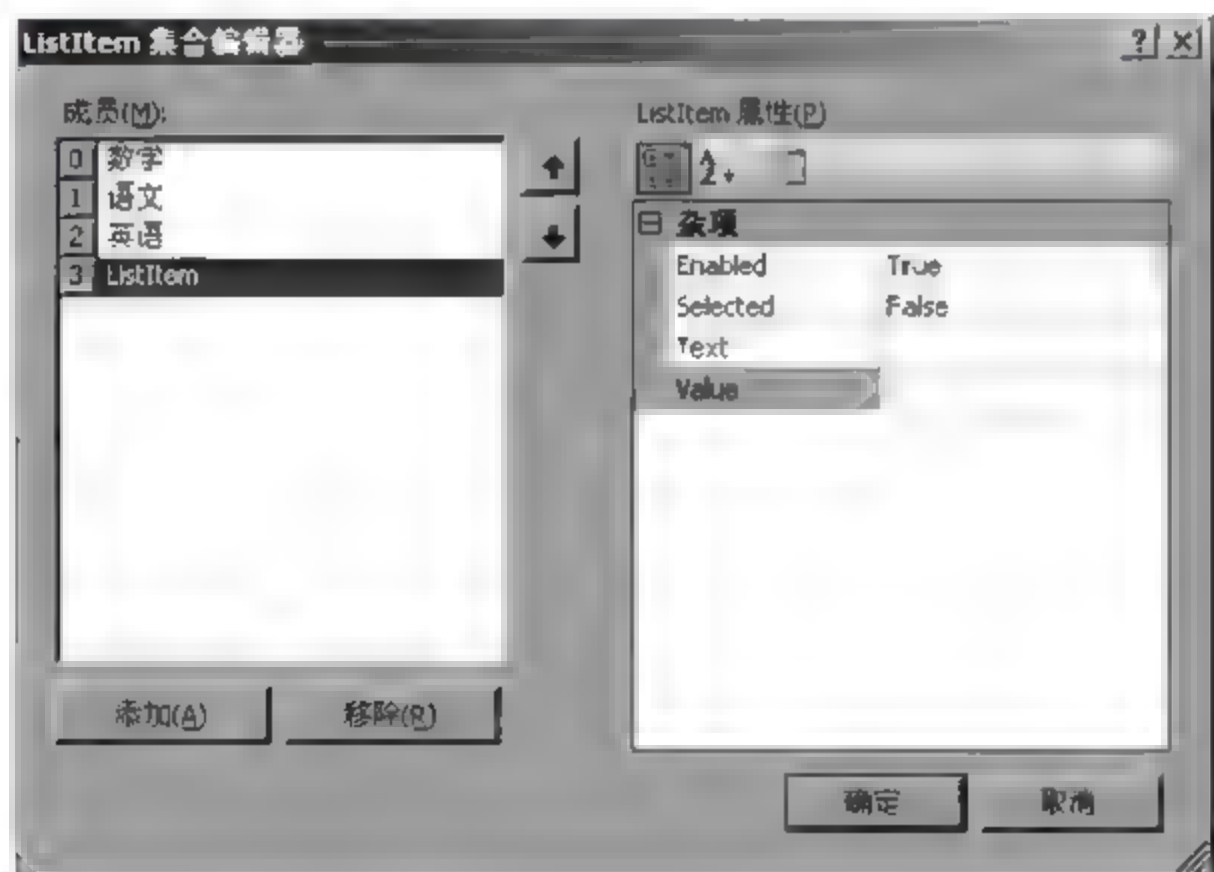 ListItem 集合编辑器
成员(M):
0 数学
1 语文
2 英语
3 ListItem
添加(A)
移除(R)
ListItem 属性(P)
杂项
Enabled True
Selected False
Text
Value
确定
取消